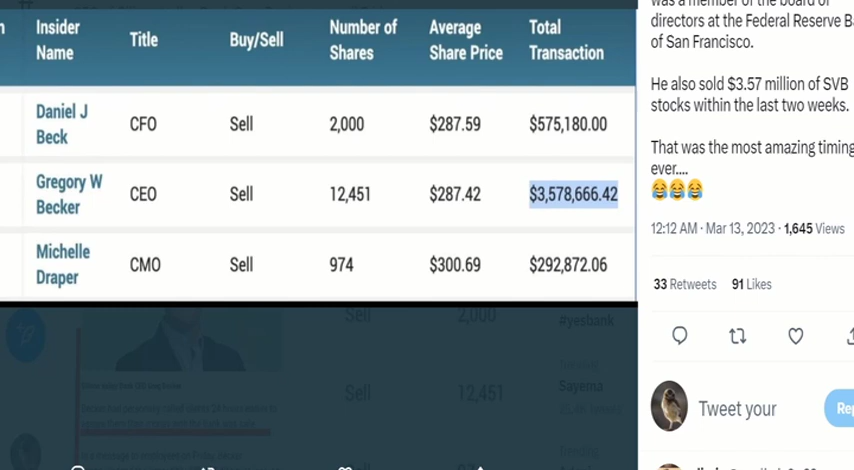 Insider Name
Title
Buy/Sell
Number of Shares
Average Share Price
Total Transaction
Daniel J Beck
CFO
Sell
2,000
$287.59
$575,180.00
Gregory W Becker
CEO
Sell
12,451
$287.42
$3,578,666.42
Michelle Draper
CMO
Sell
974
$300.69
$292,872.06
Sell
2,000
#yesbank
Sell
12,451
Sayema
directors at the Federal Reserve B
of San Francisco.
He also sold $3.57 million of SVB
stocks within the last two weeks.
That was the most amazing timing
ever....
😂😂😂
12:12 AM · Mar 13, 2023 · 1,645 Views
33 Retweets 91 Likes
Tweet your
Rep